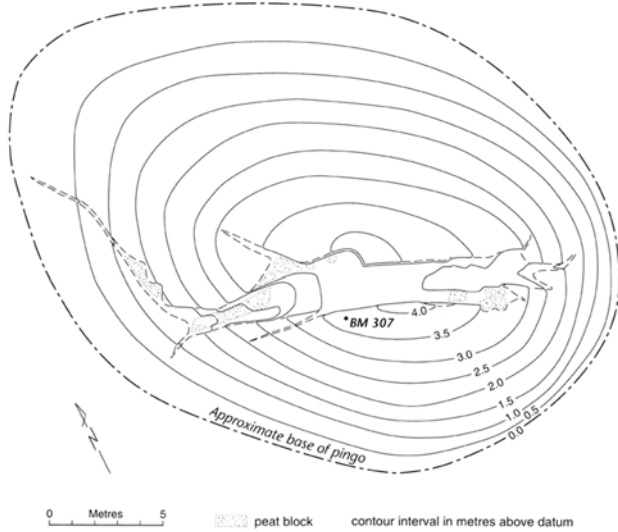 4.0
*BM 307
3.5
3.0
2.5
2.0
1.5
1.0
0.5
0.0
Approximate base of pingo
N
0 Metres 5
peat block
contour interval in metres above datum